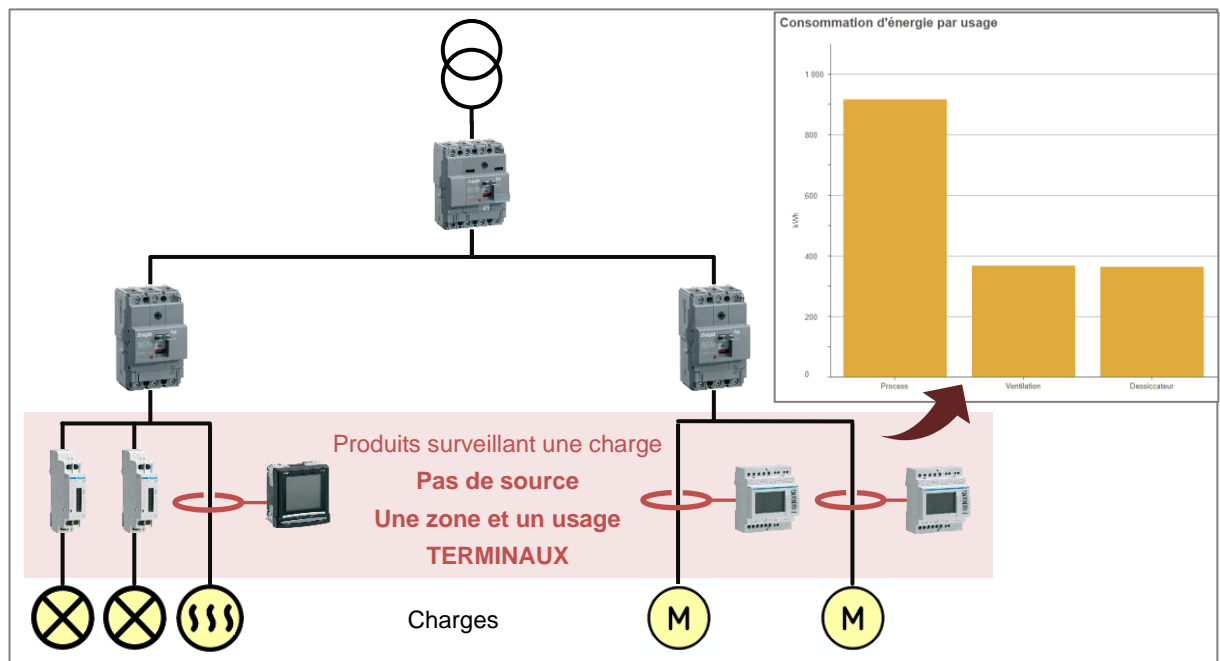 Consommation d'énergie par usage
1 000
800
600
kWh
400
200
0
Process
Ventilation
Dessiccateur
Produits surveillant une charge
Pas de source
Une zone et un usage
TERMINAUX
M
M
Charges